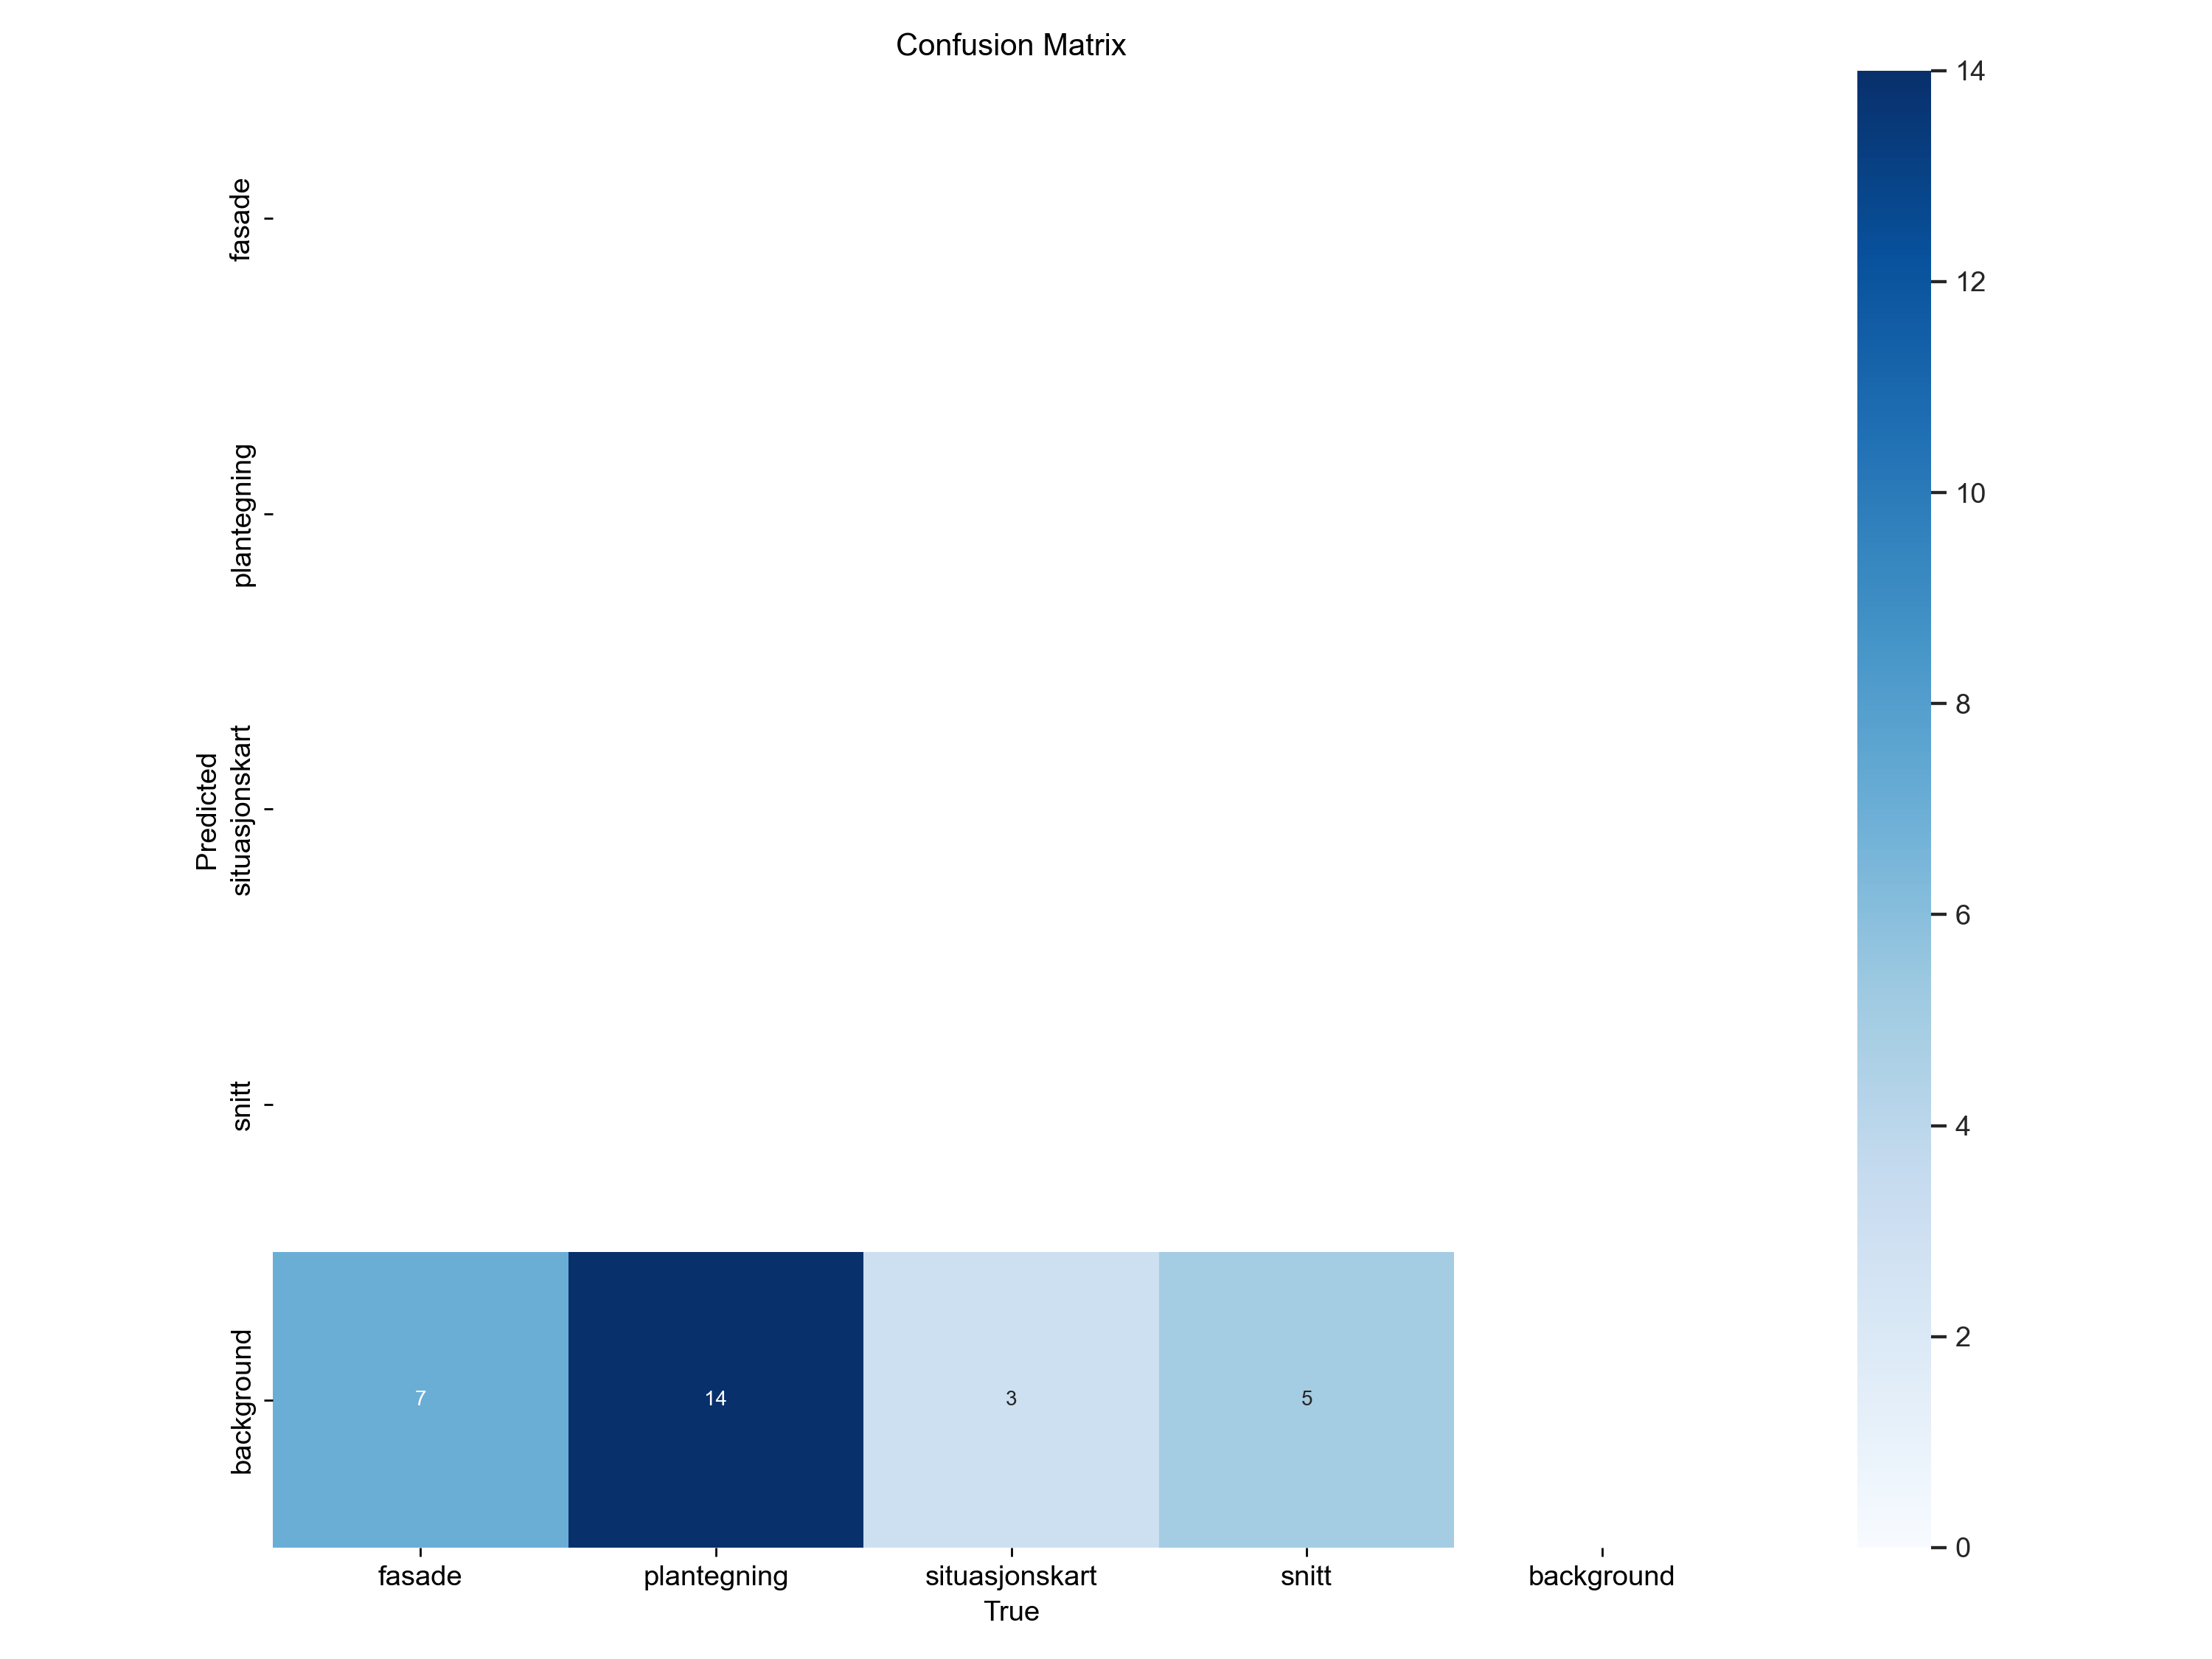 Confusion Matrix
fasade
plantegning
situasjonskart
snitt
background
Predicted
7
14
3
5
fasade
plantegning
situasjonskart
snitt
background
True
14
12
10
8
6
4
2
0